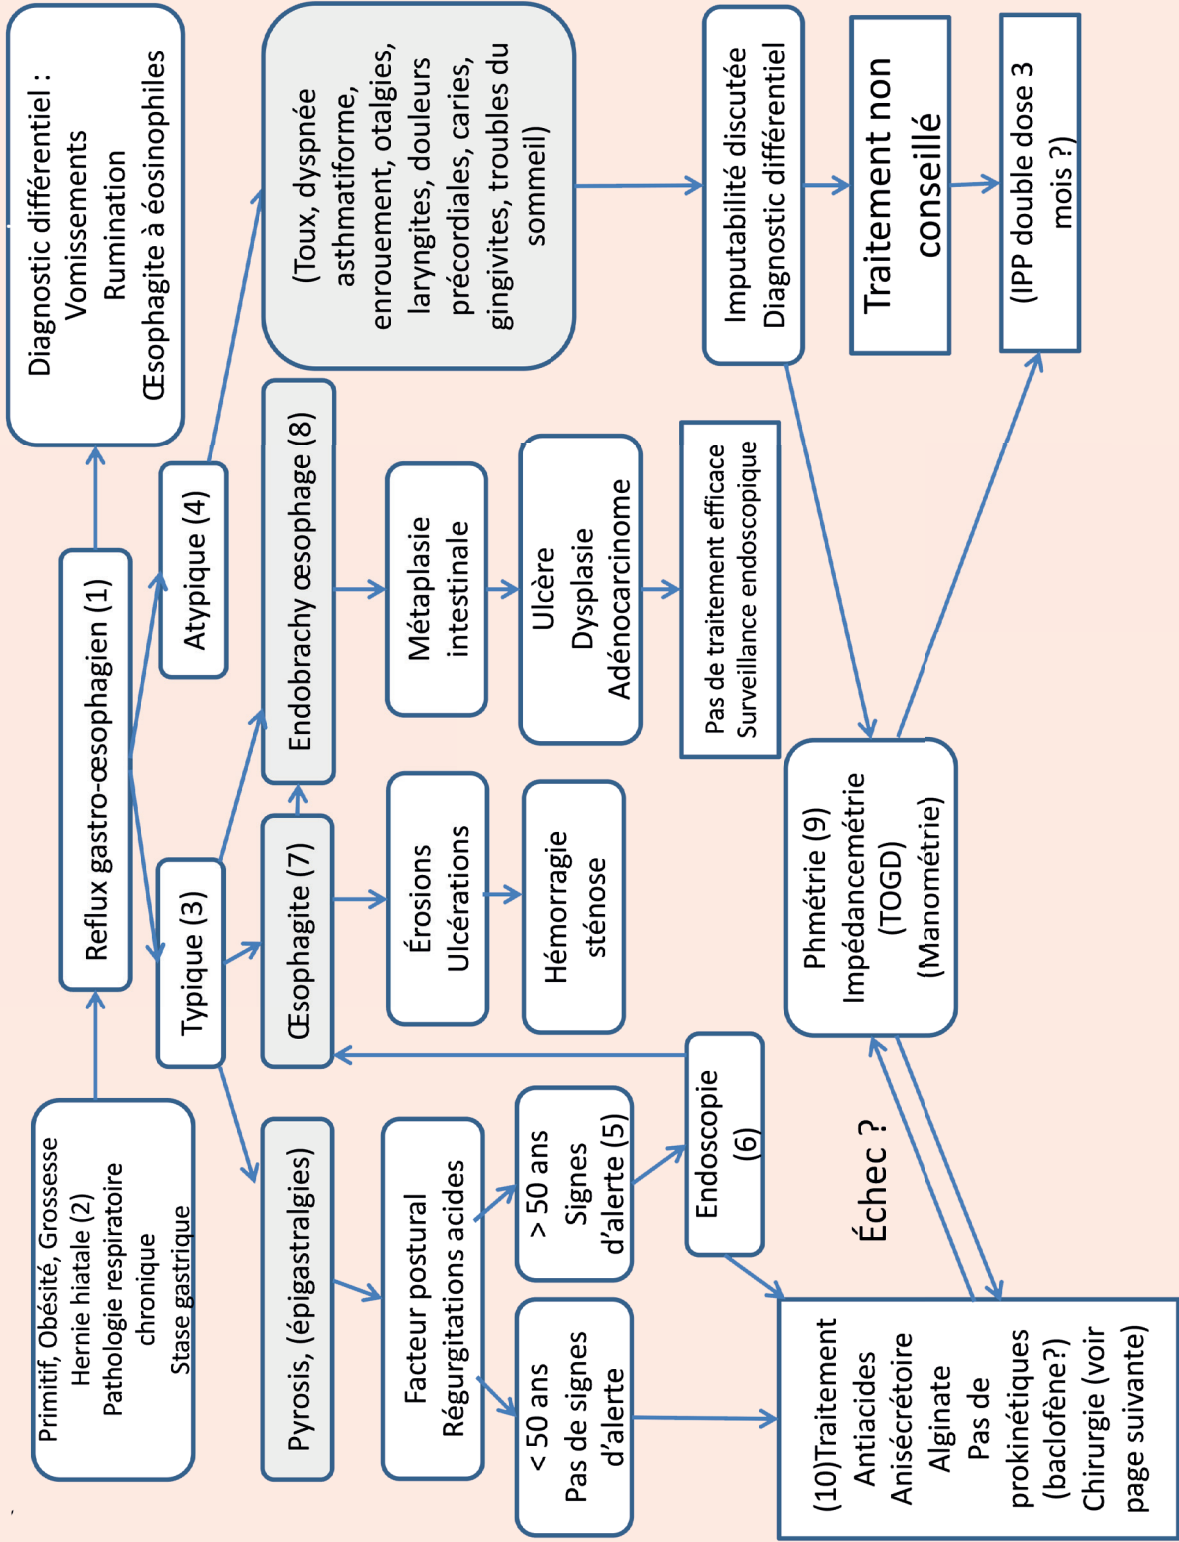 Primitif, Obésité, Grossesse
Hernie hiatale (2)
Pathologie respiratoire
chronique
Stase gastrique
Reflux gastro-œsophagien (1)
Diagnostic différentiel :
Vomissements
Rumination
Œsophagite à éosinophiles
Typique (3)
Atypique (4)
Pyrosis, (épigastralgies)
Œsophagite (7)
Endobrachy œsophage (8)
(Toux, dyspnée
asthmatiforme,
enrouement, otalgies,
laryngites, douleurs
précordiales, caries,
gingivites, troubles du
sommeil)
Facteur postural
Régurgitations acides
Érosions
Ulcérations
Métaplasie
intestinale
< 50 ans
Pas de signes
d’alerte
> 50 ans
Signes
d’alerte (5)
Hémorragie
sténose
Ulcère
Dysplasie
Adénocarcinome
Endoscopie
(6)
Pas de traitement efficace
Surveillance endoscopique
Imputabilité discutée
Diagnostic différentiel
Traitement non
conseillé
(IPP double dose 3
mois ?)
Phmétrie (9)
Impédancemétrie
(TOGD)
(Manométrie)
Échec ?
(10)Traitement
Antiacides
Anisécrétoire
Alginate
Pas de
prokinétiques
(baclofène?)
Chirurgie (voir
page suivante)